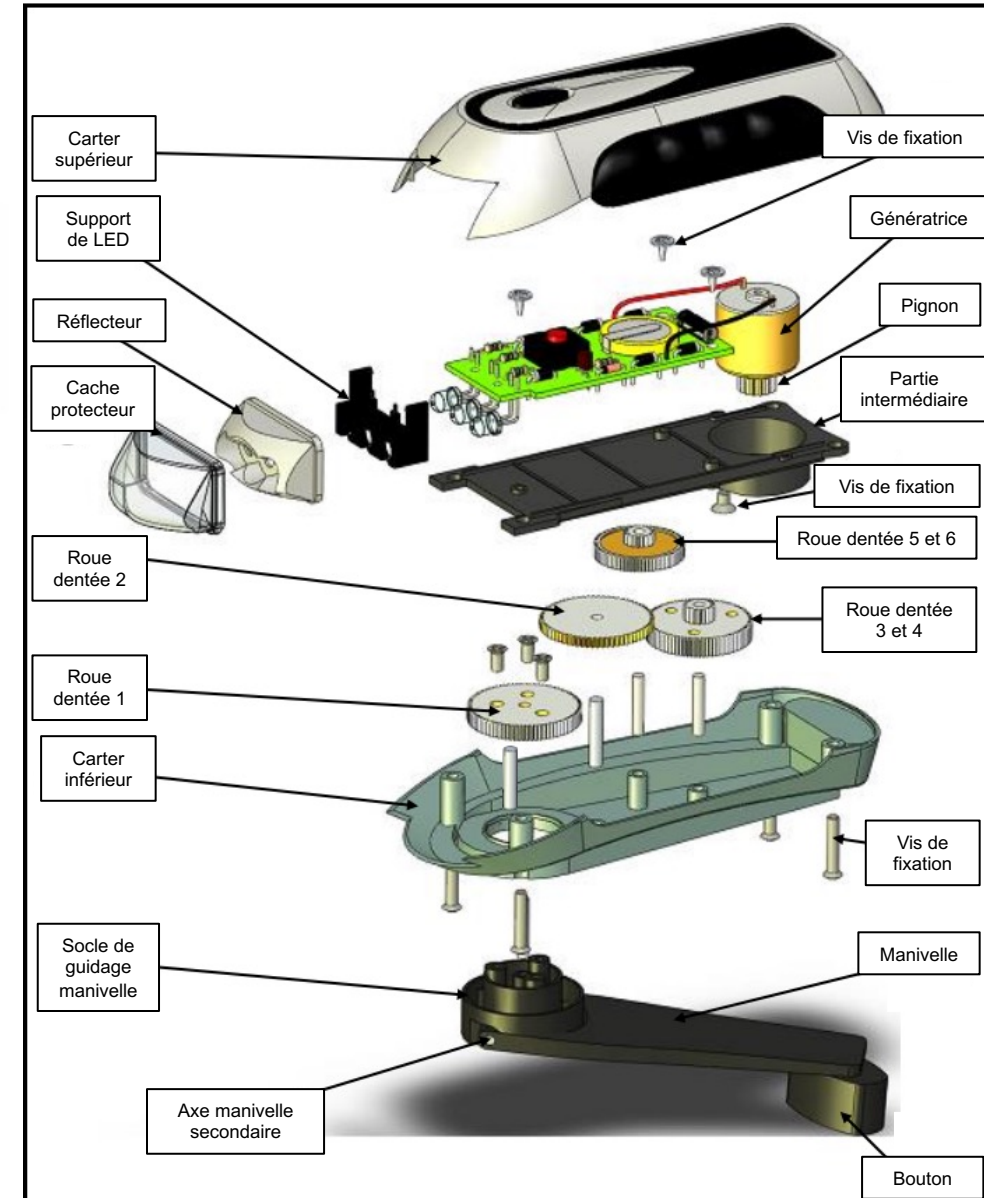 Carter
supérieur
Vis de fixation
Support
de LED
Génératrice
Réflecteur
Pignon
Cache
protecteur
Partie
intermédiaire
Vis de fixation
Roue dentée 5 et 6
Roue
dentée 2
Roue dentée
3 et 4
Roue
dentée 1
Carter
inférieur
Vis de
fixation
Socle de
guidage
manivelle
Manivelle
Axe manivelle
secondaire
Bouton